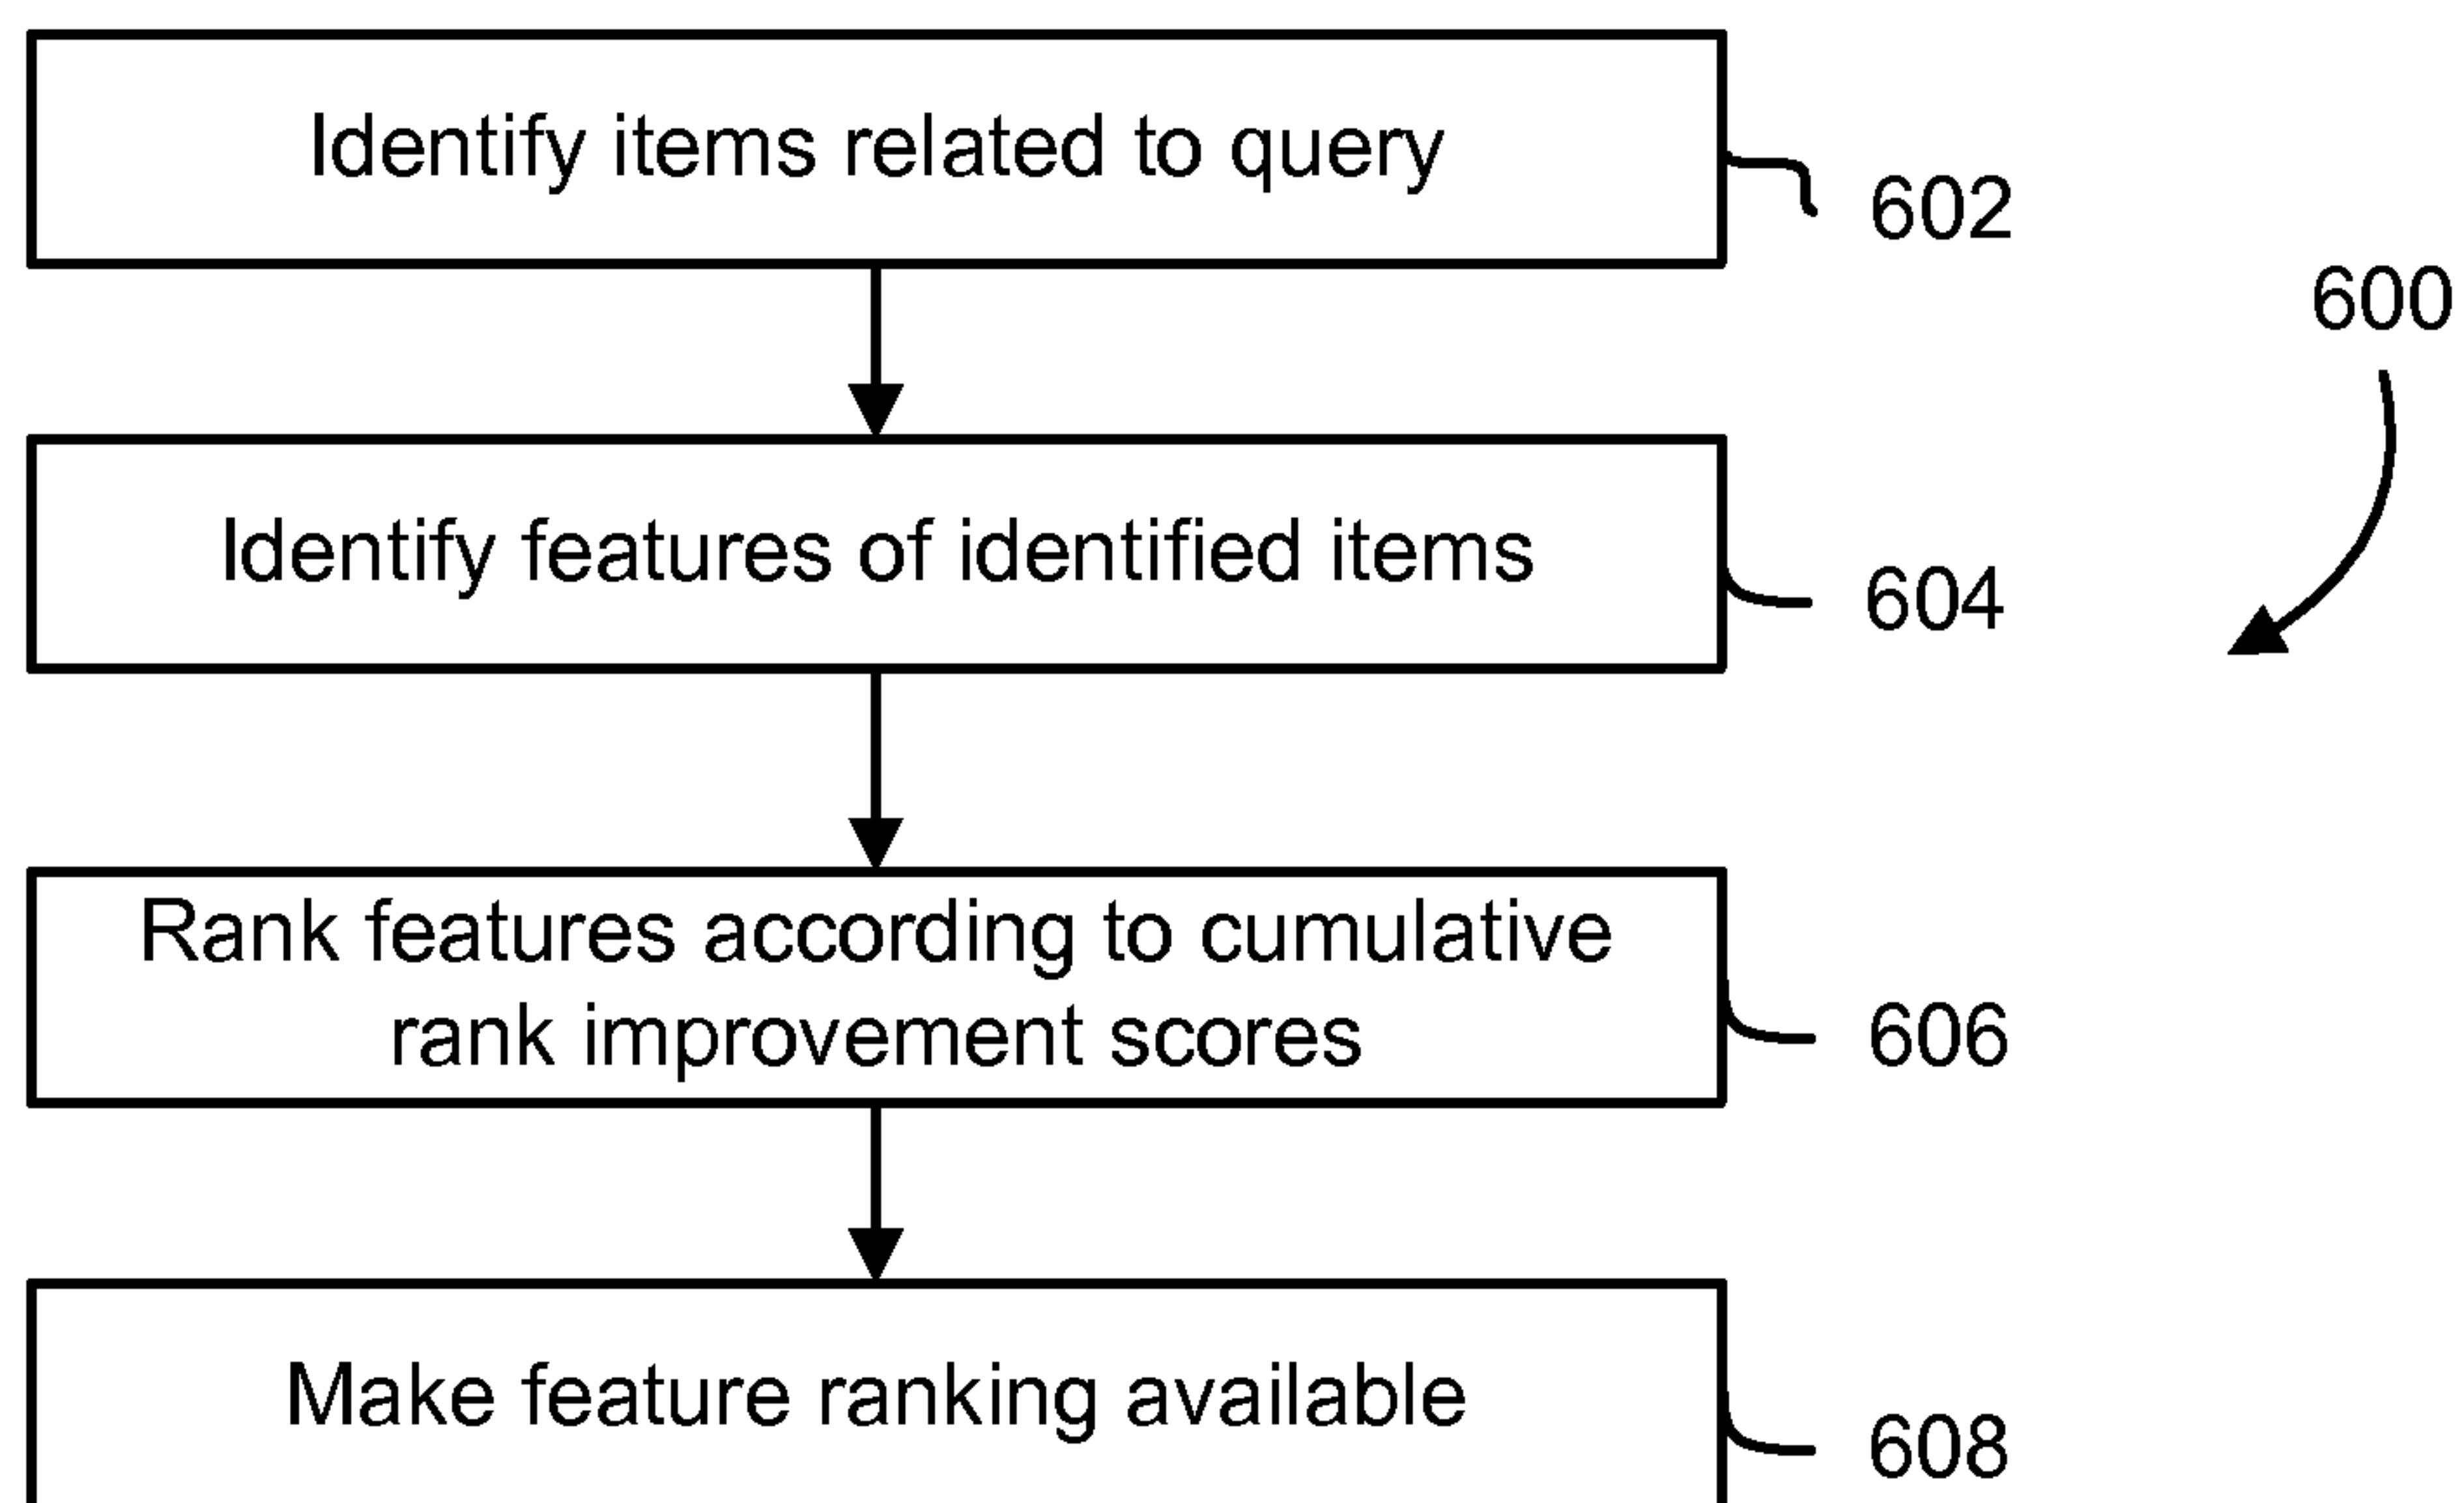 Identify items related to query
602
600
Identify features of identified items
604
Rank features according to cumulative
rank improvement scores
606
Make feature ranking available
608